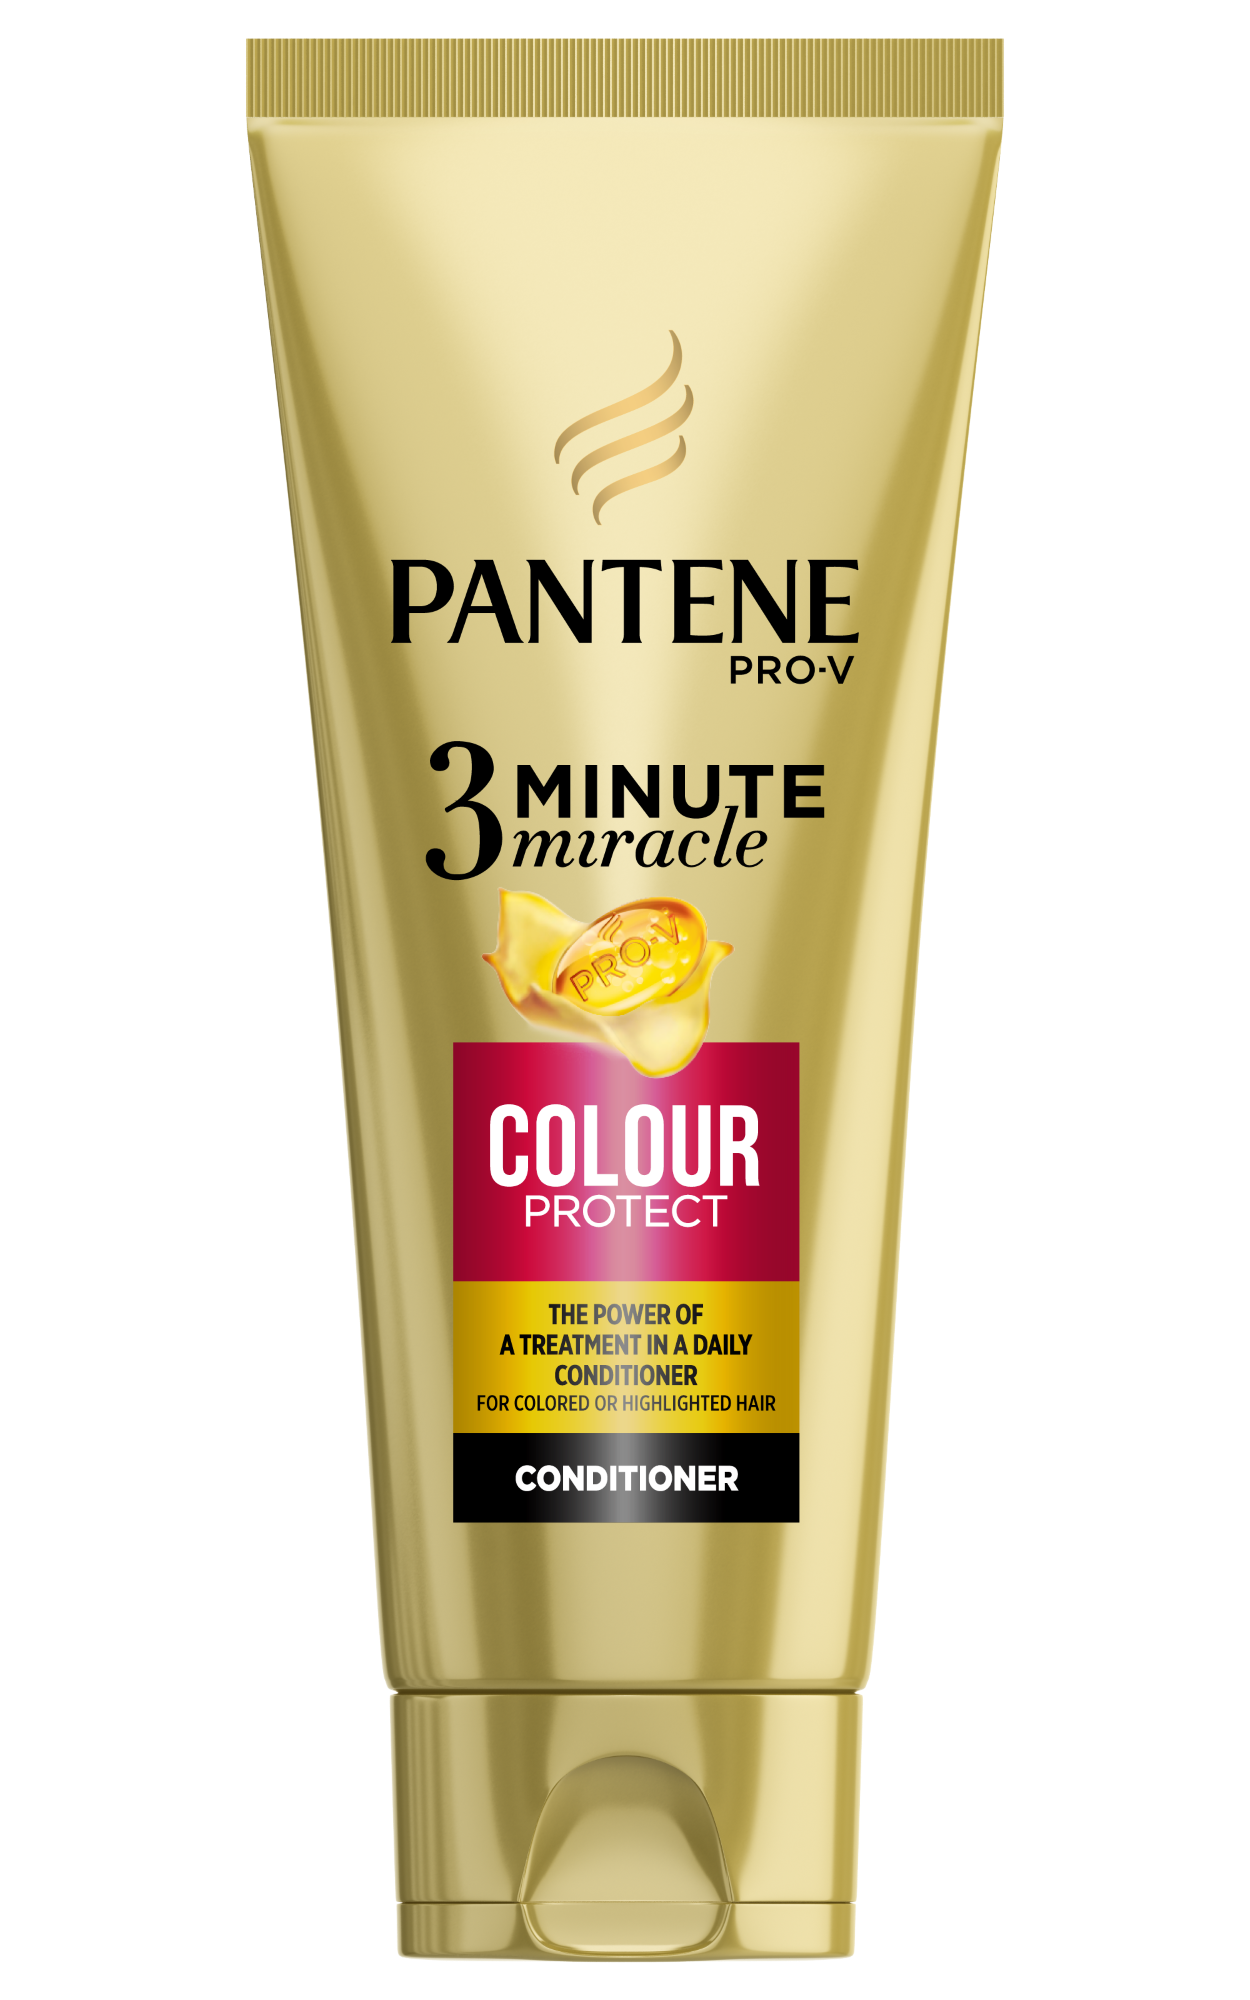 PANTENE
PRO-V
3 MINUTE
miracle
PRO-V
COLOUR
PROTECT
THE POWER OF
A TREATMENT IN A DAILY
CONDITIONER
FOR COLORED OR HIGHLIGHTED HAIR
CONDITIONER